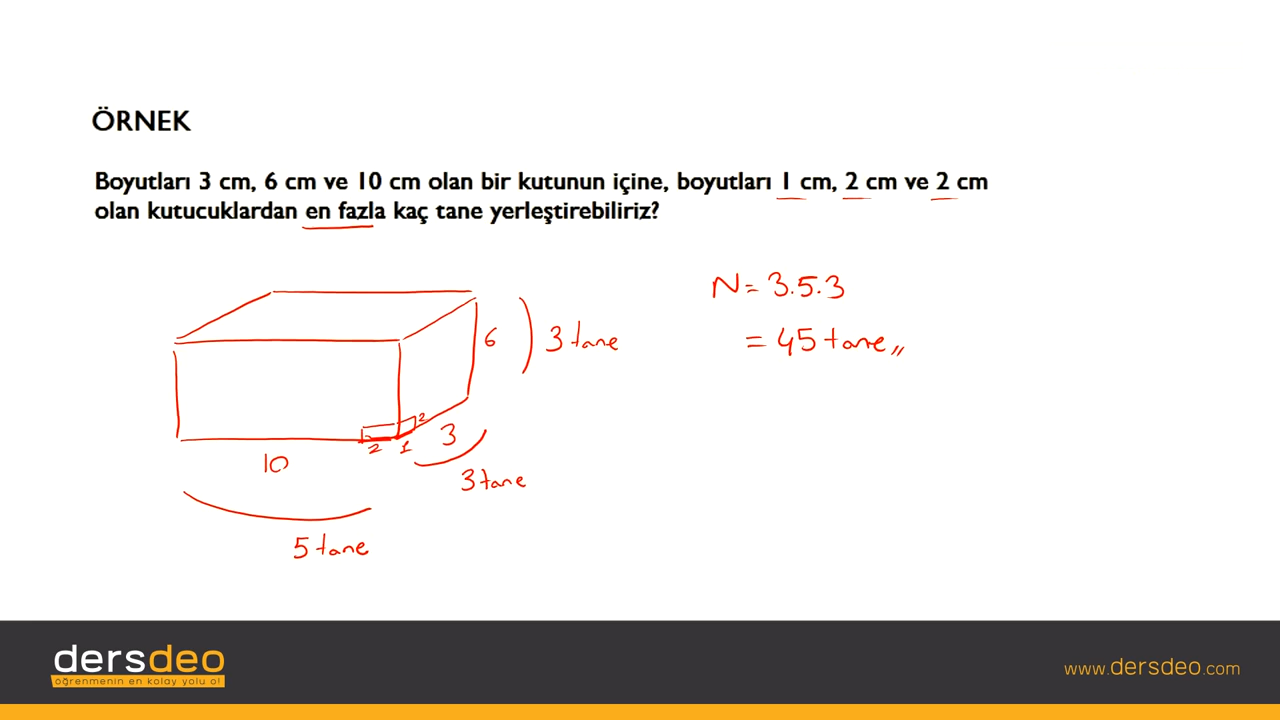 ÖRNEK
Boyutları 3 cm, 6 cm ve 10 cm olan bir kutunun içine, boyutları 1 cm, 2 cm ve 2 cm
olan kutucuklardan en fazla kaç tane yerleştirebiliriz?
N = 3.5.3
= 45 tane,,
6 ) 3 tane
2
2 1 3
10
3 tane
5 tane
dersdeo
öğrenmenin en kolay yolu o!
www.dersdeo.com